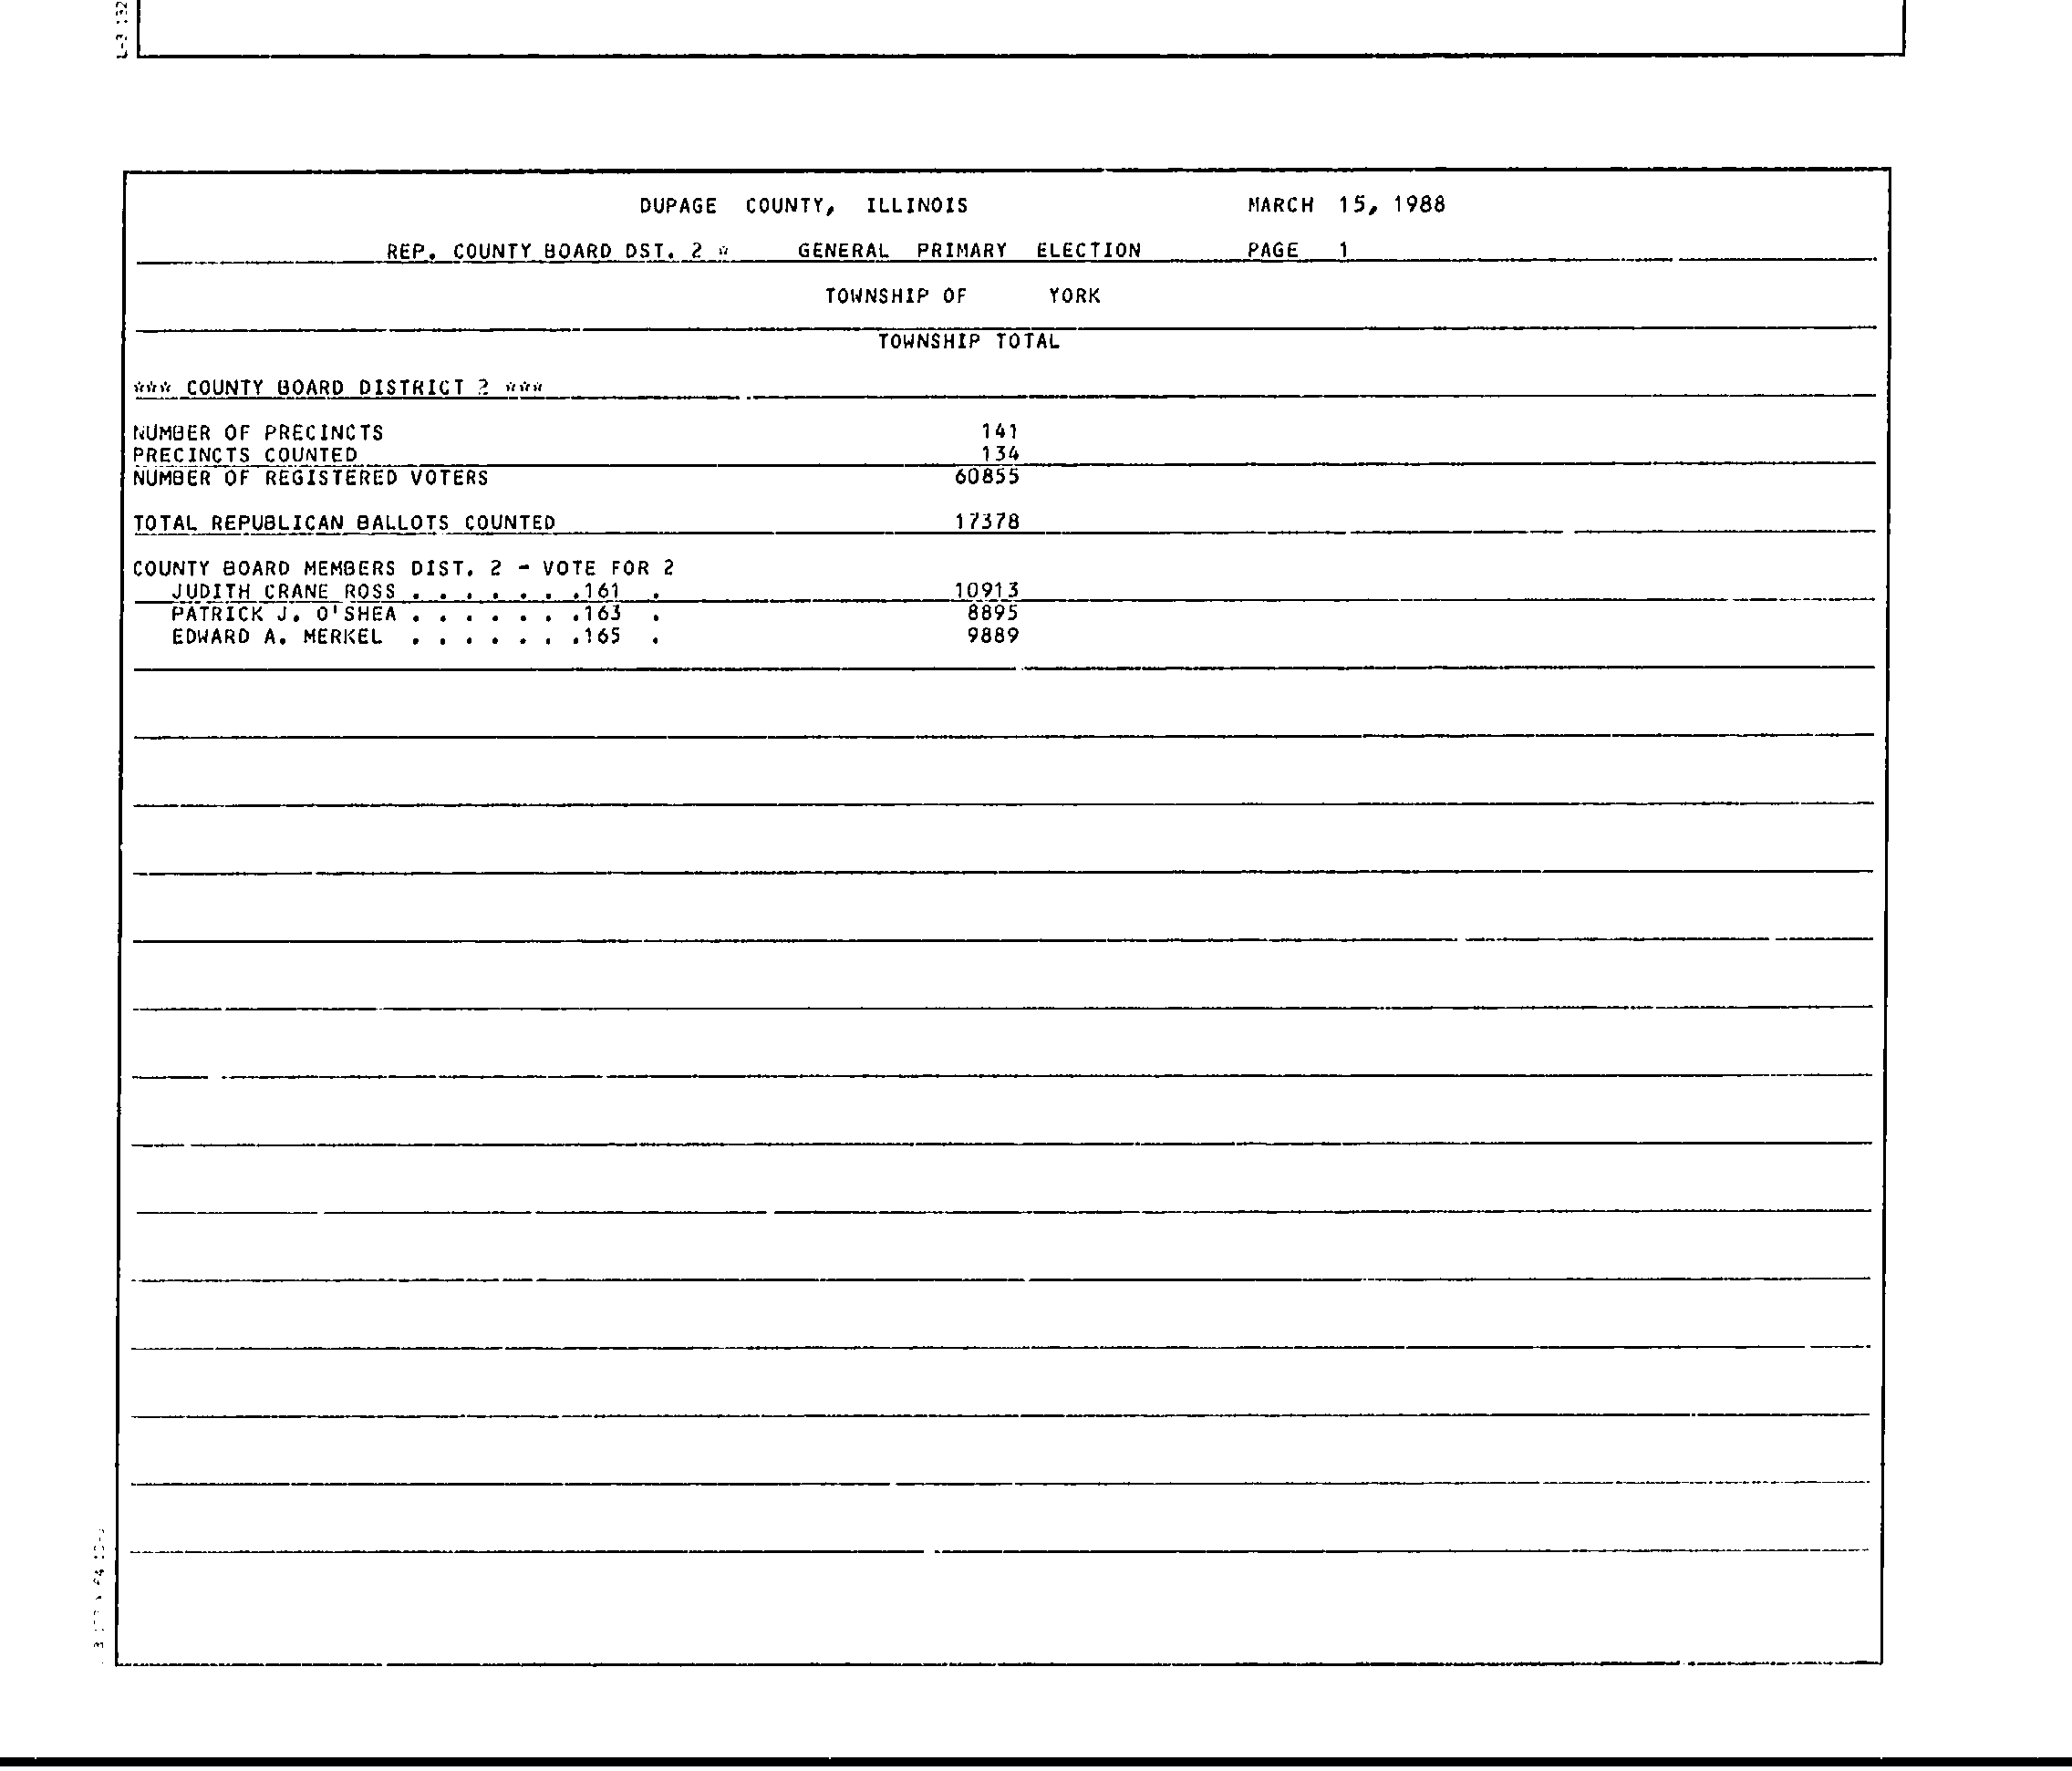 DUPAGE COUNTY, ILLINOIS MARCH 15, 1988
REP. COUNTY BOARD DST. 2 * GENERAL PRIMARY ELECTION PAGE 1
TOWNSHIP OF YORK
TOWNSHIP TOTAL
*** COUNTY BOARD DISTRICT 2 ***
NUMBER OF PRECINCTS 141
PRECINCTS COUNTED 134
NUMBER OF REGISTERED VOTERS 60855
TOTAL REPUBLICAN BALLOTS COUNTED 17378
COUNTY BOARD MEMBERS DIST. 2 - VOTE FOR 2
JUDITH CRANE ROSS . . . . . . .161 . 10913
PATRICK J. O'SHEA . . . . . . .163 . 8895
EDWARD A. MERKEL . . . . . . .165 . 9889